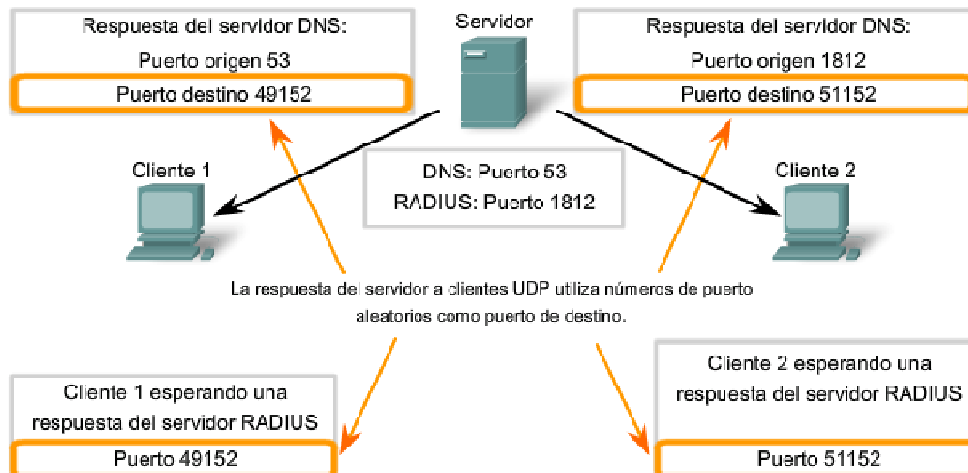 Respuesta del servidor DNS:
Puerto origen 53
Puerto destino 49152
Servidor
Respuesta del servidor DNS:
Puerto origen 1812
Puerto destino 51152
Cliente 1
DNS: Puerto 53
RADIUS: Puerto 1812
Cliente 2
La respuesta del servidor a clientes UDP utiliza números de puerto
aleatorios como puerto de destino.
Cliente 1 esperando una
respuesta del servidor RADIUS
Puerto 49152
Cliente 2 esperando una
respuesta del servidor RADIUS
Puerto 51152